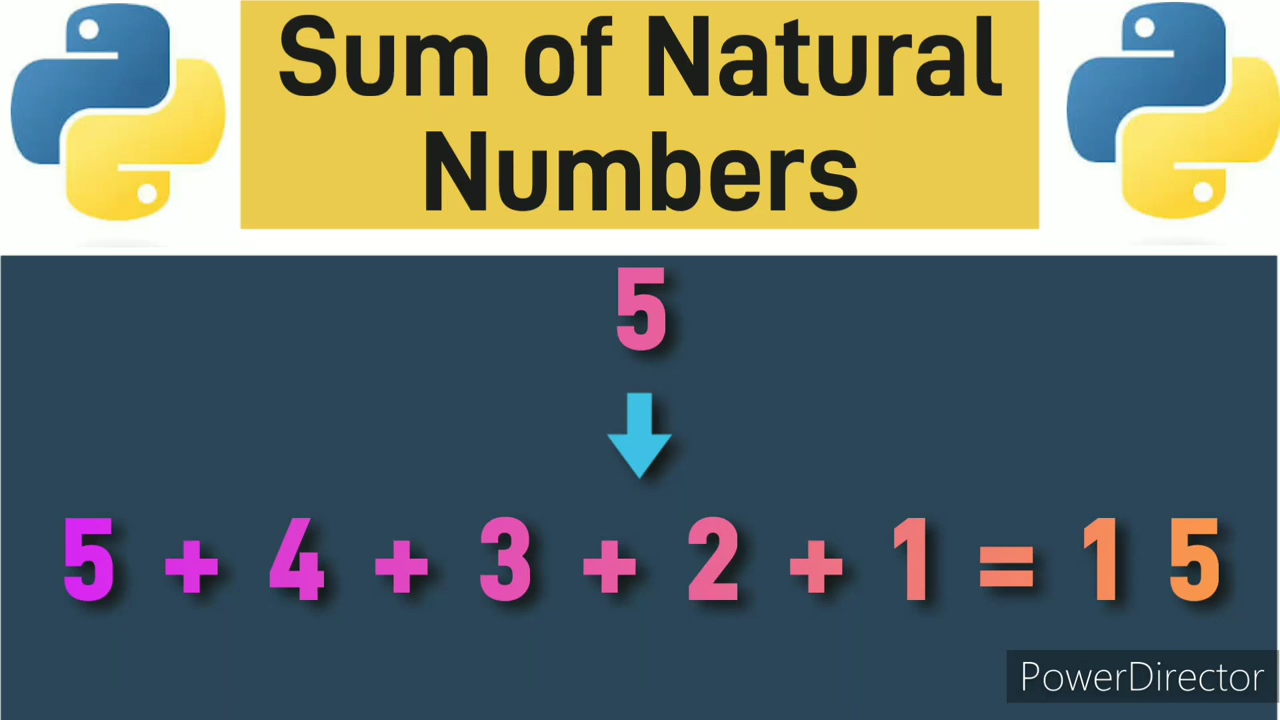 Sum of Natural
Numbers
5
5 + 4 + 3 + 2 + 1 = 1 5
PowerDirector